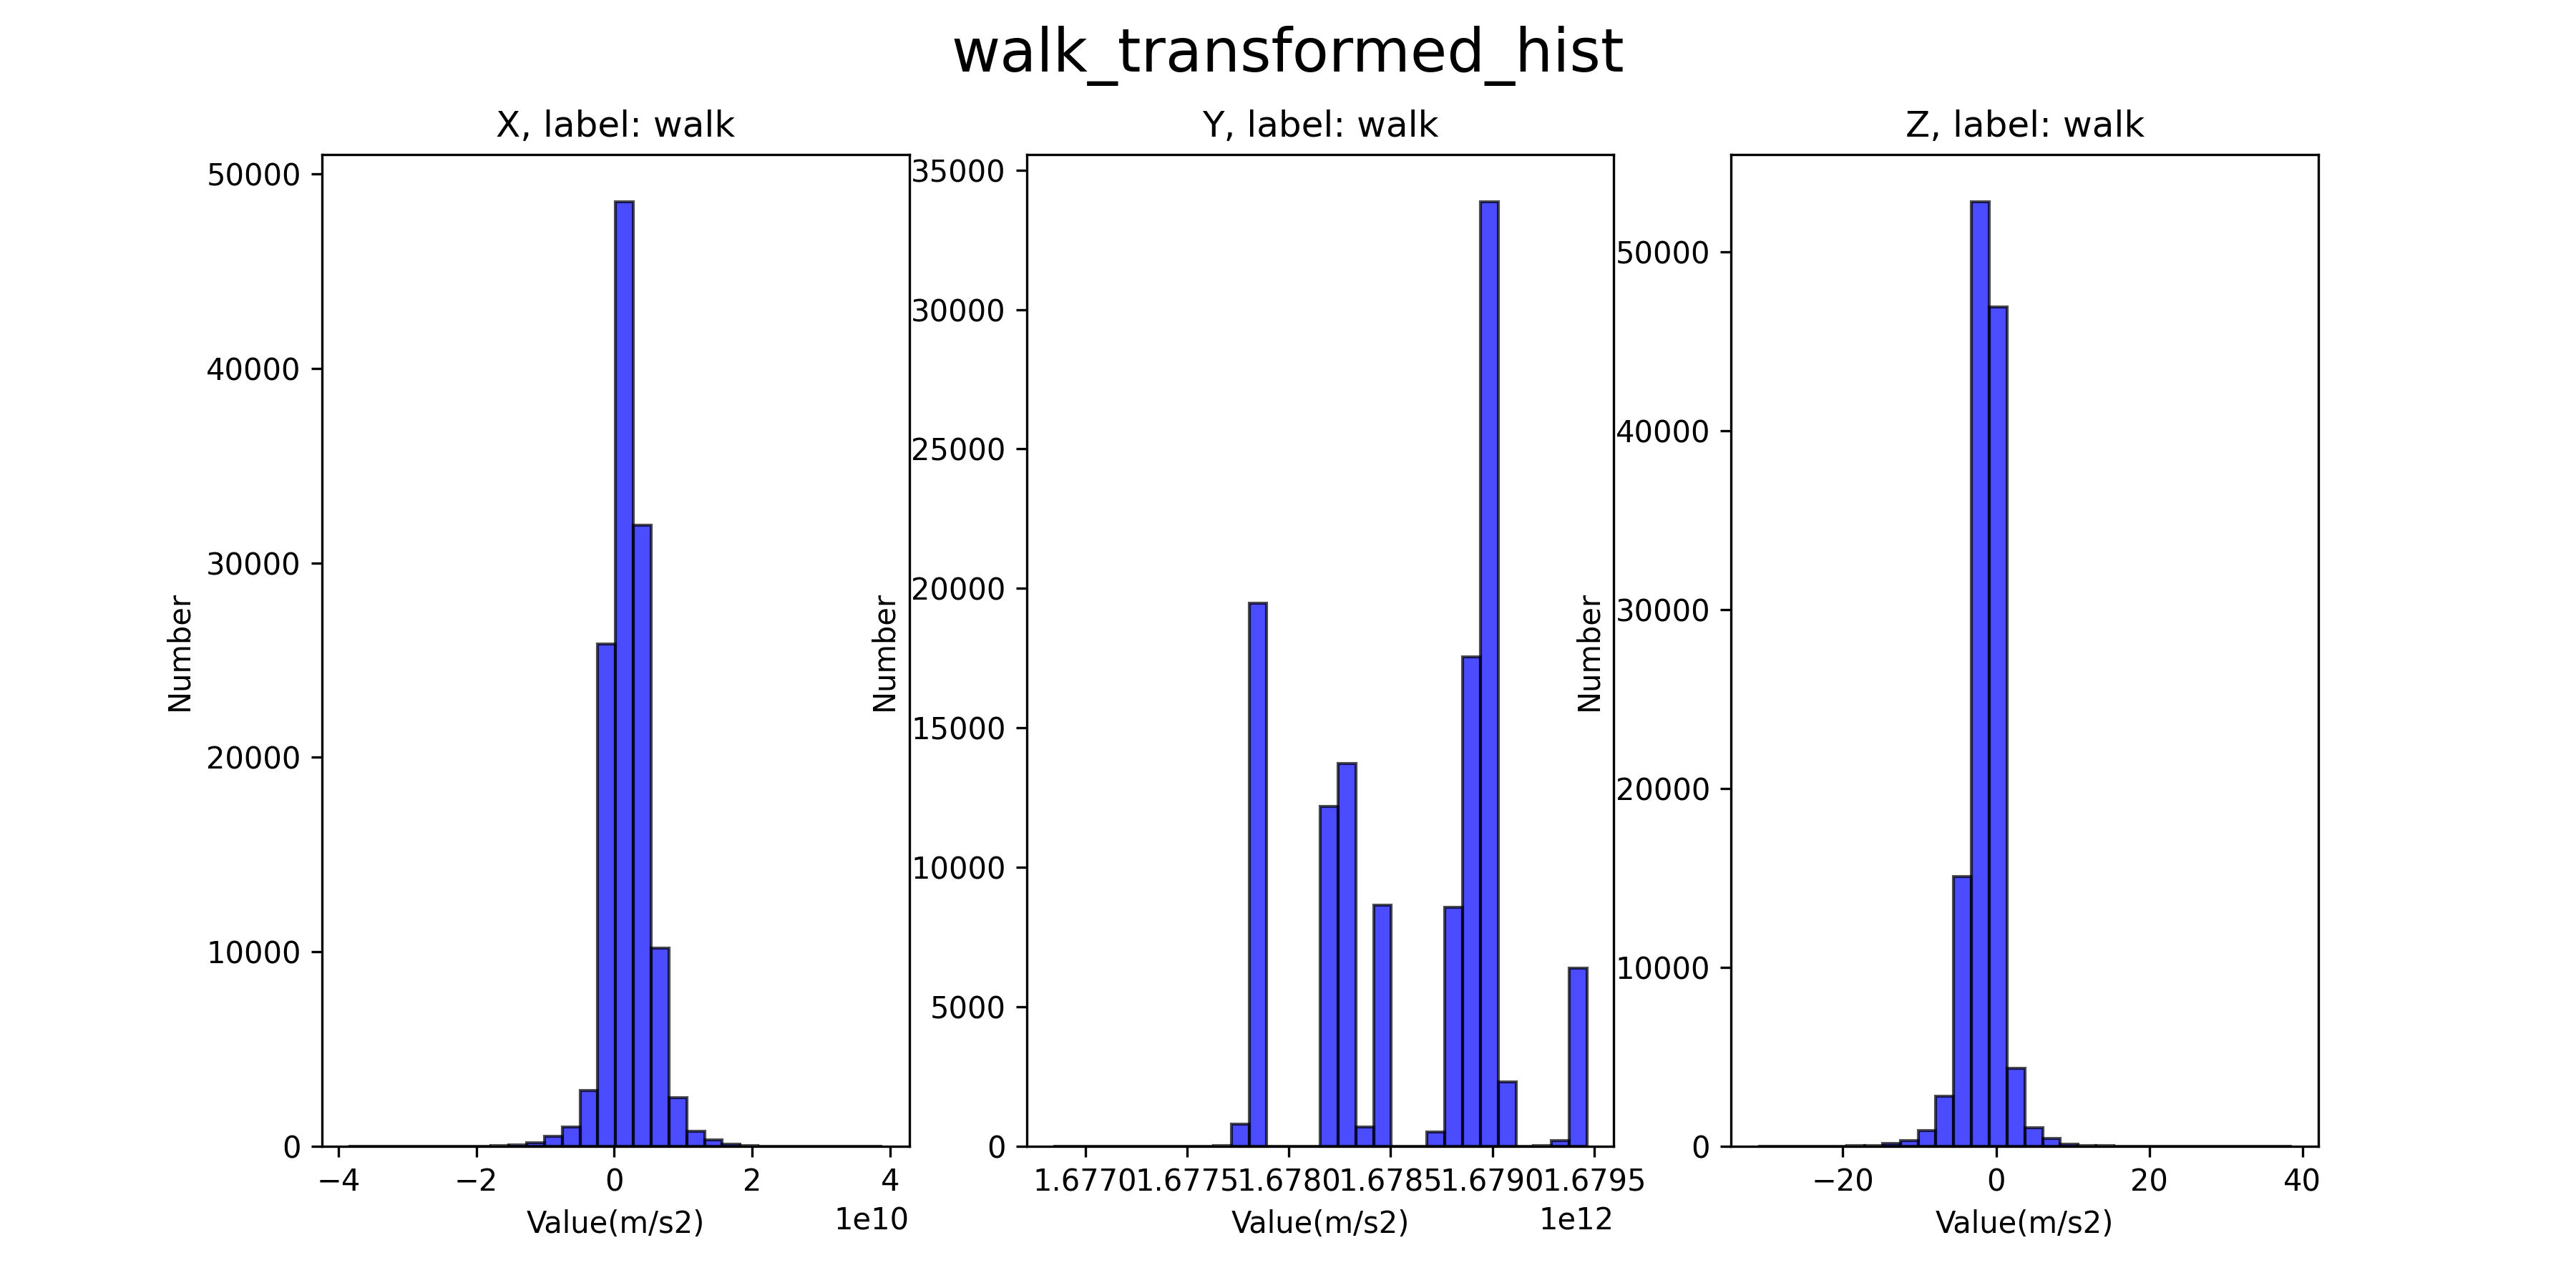 walk_transformed_hist
X, label: walk
50000
40000
30000
20000
10000
0
Number
−4 −2 0 2 4
1e10
Value(m/s2)
Y, label: walk
35000
30000
25000
20000
15000
10000
5000
0
Number
1.6770 1.6775 1.6780 1.6785 1.6790 1.6795
1e12
Value(m/s2)
Z, label: walk
50000
40000
30000
20000
10000
0
Number
−20 0 20 40
Value(m/s2)